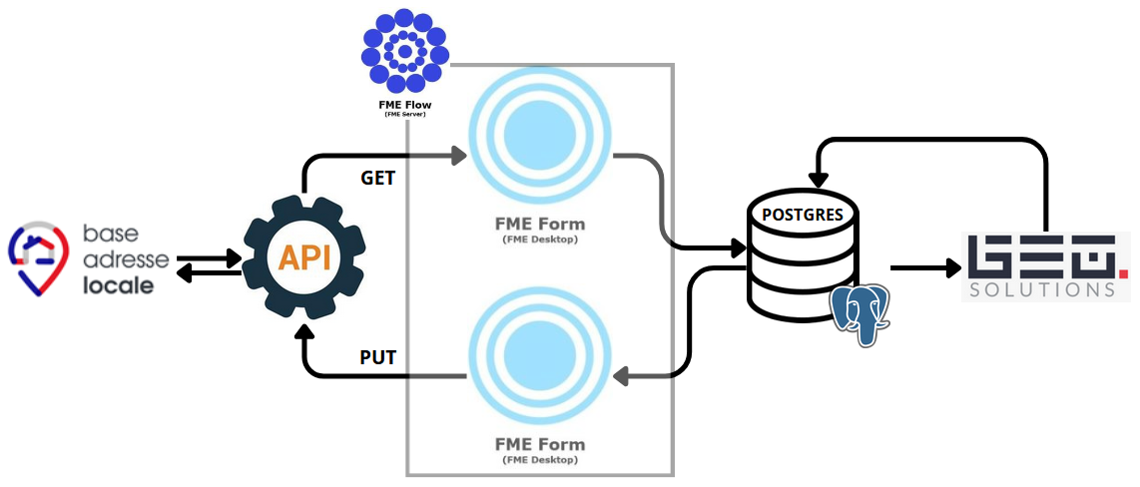 FME Flow
(FME Server)
GET
FME Form
(FME Desktop)
POSTGRES
base
adresse
locale
API
GEO.
SOLUTIONS
PUT
FME Form
(FME Desktop)